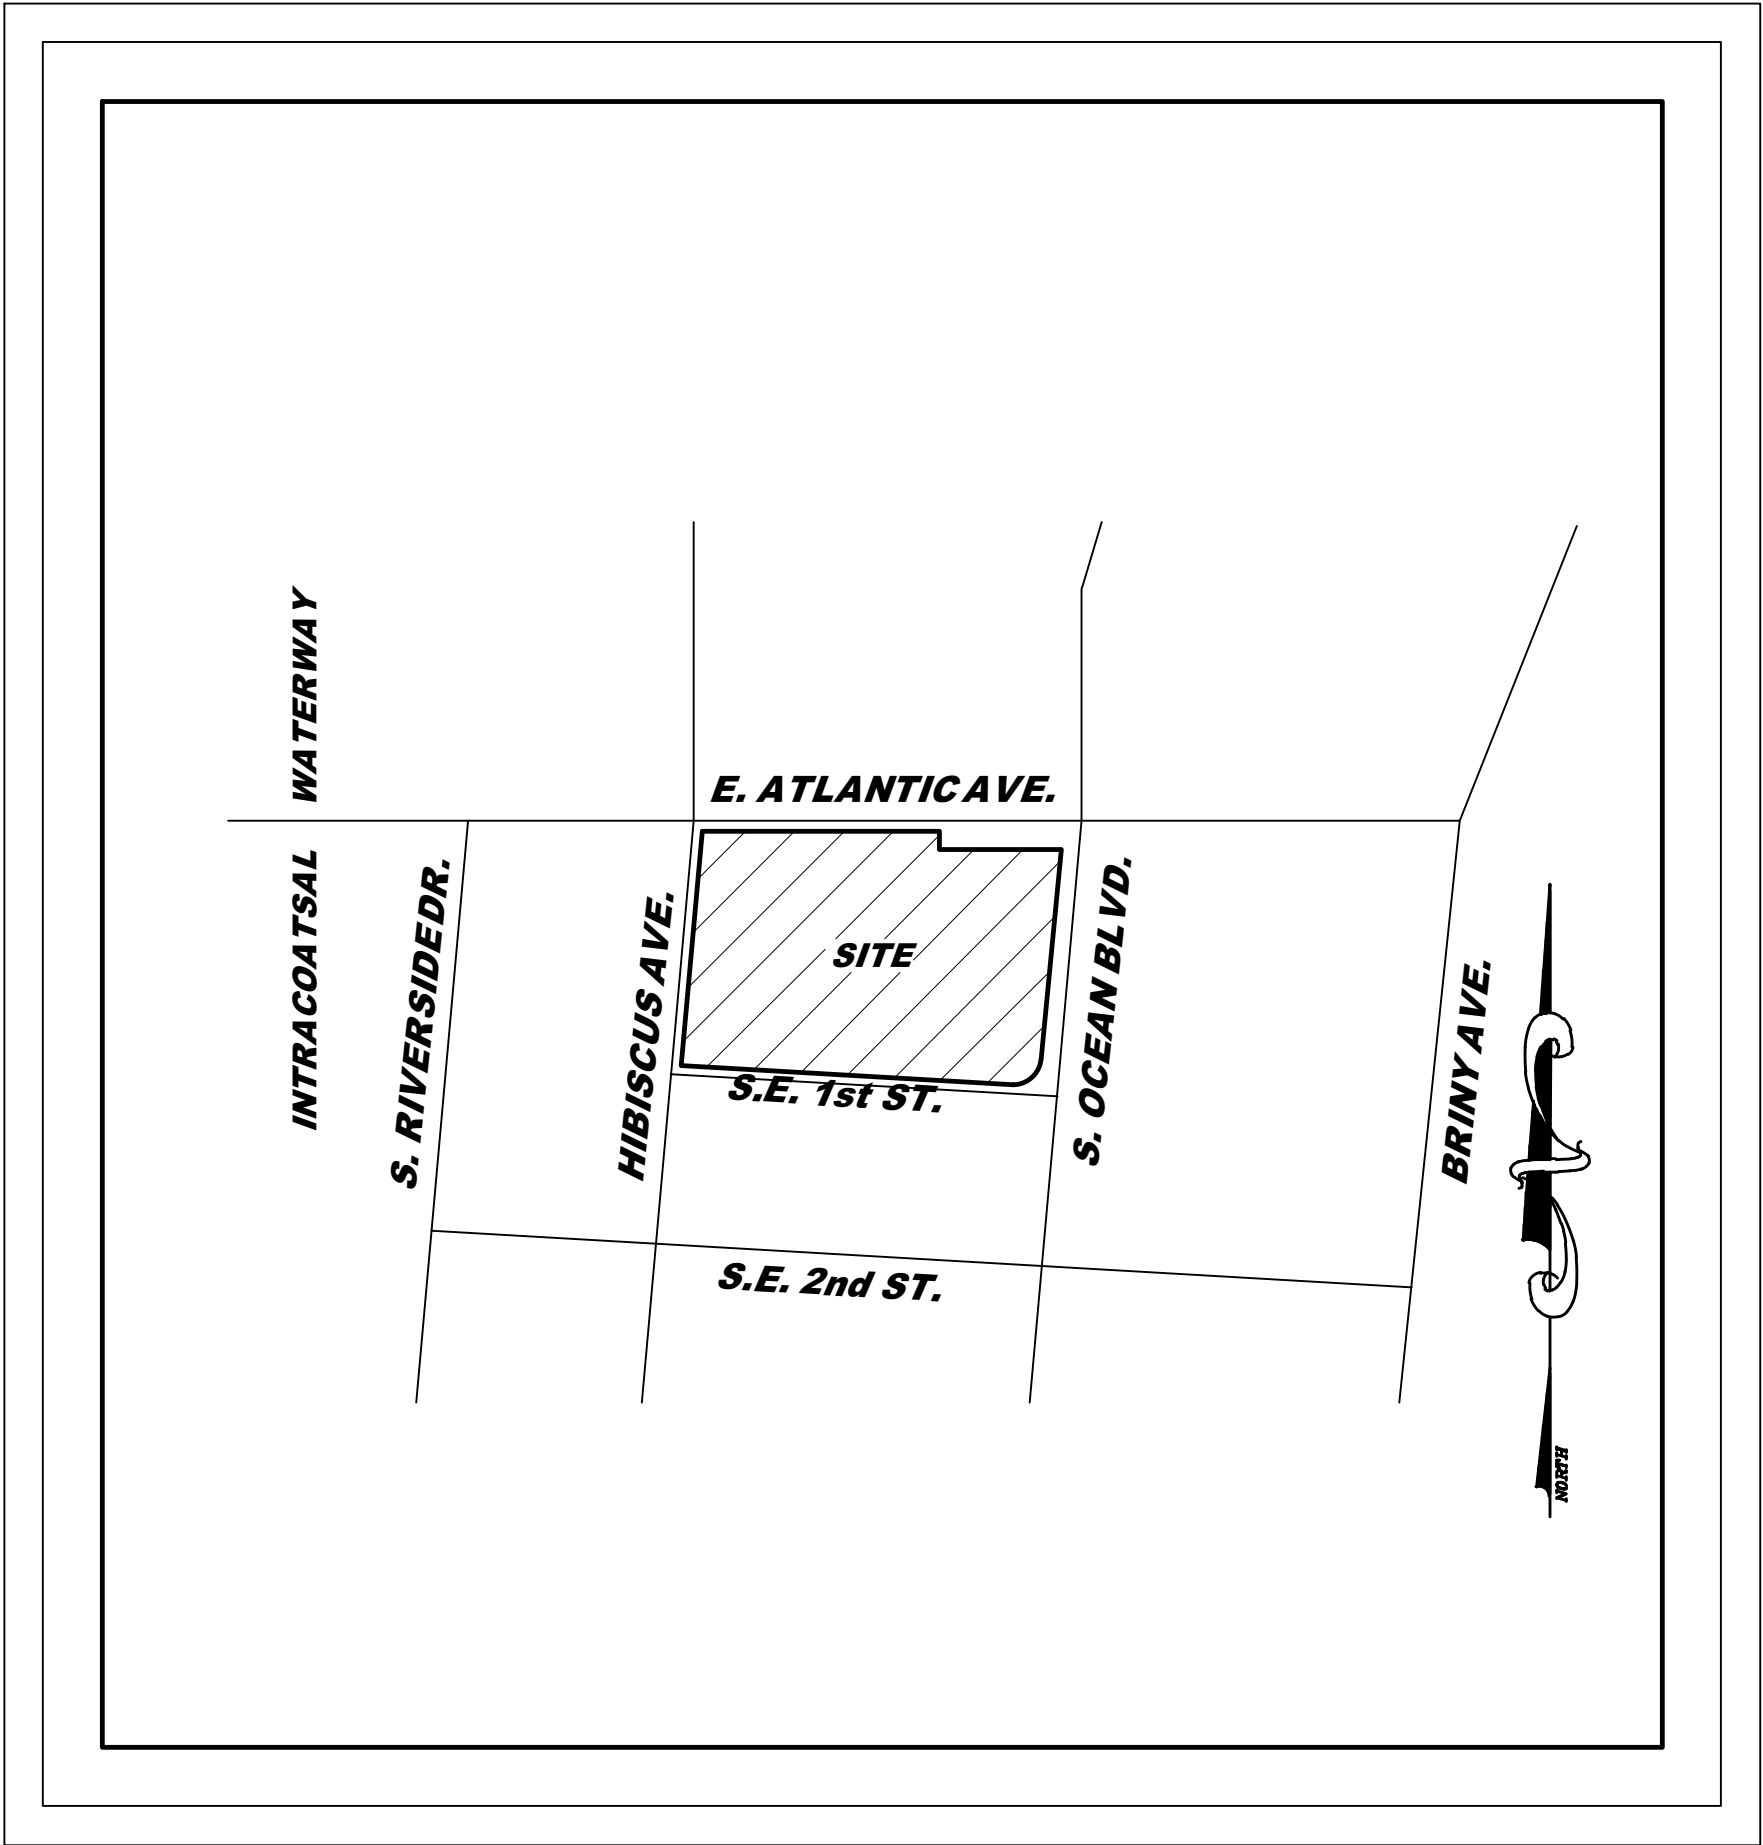 INTRACOATSAL WATERWAY
E. ATLANTIC AVE.
S. RIVERSIDE DR.
HIBISCUS AVE.
SITE
S. OCEAN BLVD.
BRINY AVE.
S.E. 1st ST.
S.E. 2nd ST.
NORTH